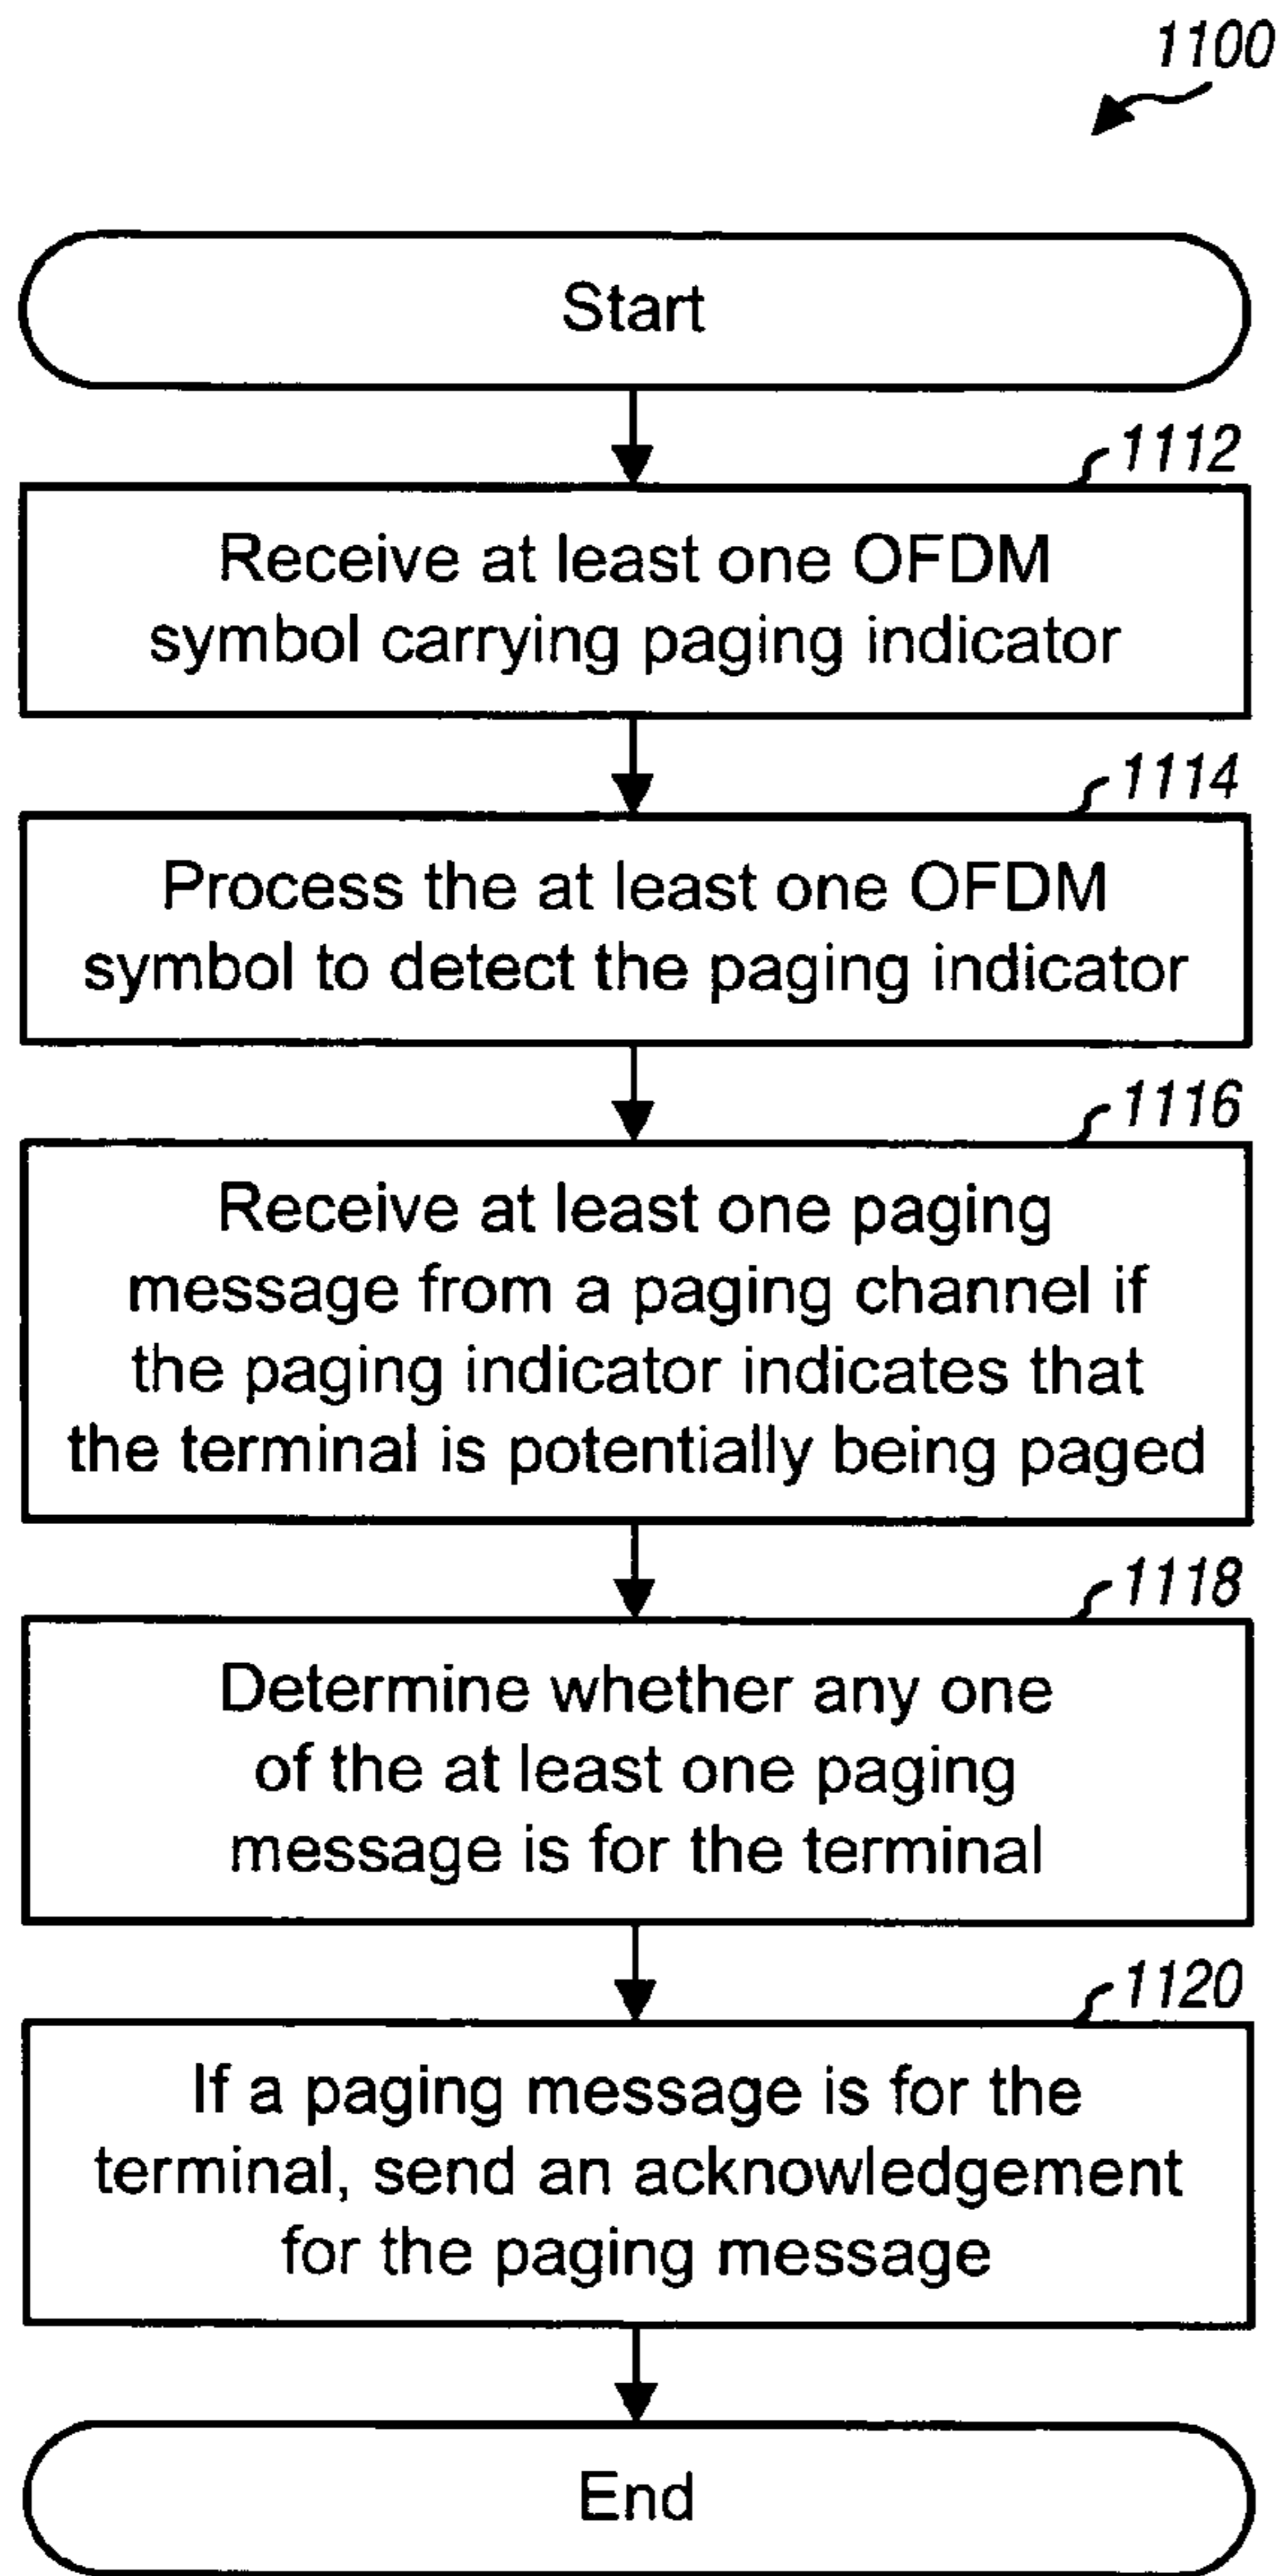 1100
Start
1112
Receive at least one OFDM
symbol carrying paging indicator
1114
Process the at least one OFDM
symbol to detect the paging indicator
1116
Receive at least one paging
message from a paging channel if
the paging indicator indicates that
the terminal is potentially being paged
1118
Determine whether any one
of the at least one paging
message is for the terminal
1120
If a paging message is for the
terminal, send an acknowledgement
for the paging message
End